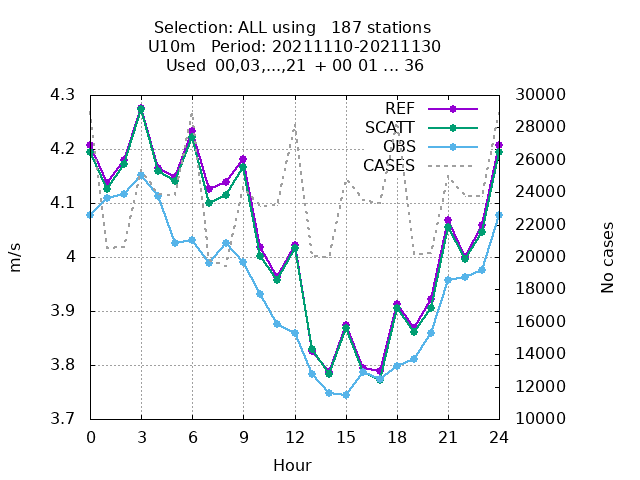 Selection: ALL using   187 stations
U10m   Period: 20211110-20211130
Used  00,03,...,21  + 00 01 ... 36
4.3
4.2
4.1
4
3.9
3.8
3.7
m/s
30000
28000
26000
24000
22000
20000
18000
16000
14000
12000
10000
No cases
REF
SCATT
OBS
CASES
0 3 6 9 12 15 18 21 24
Hour